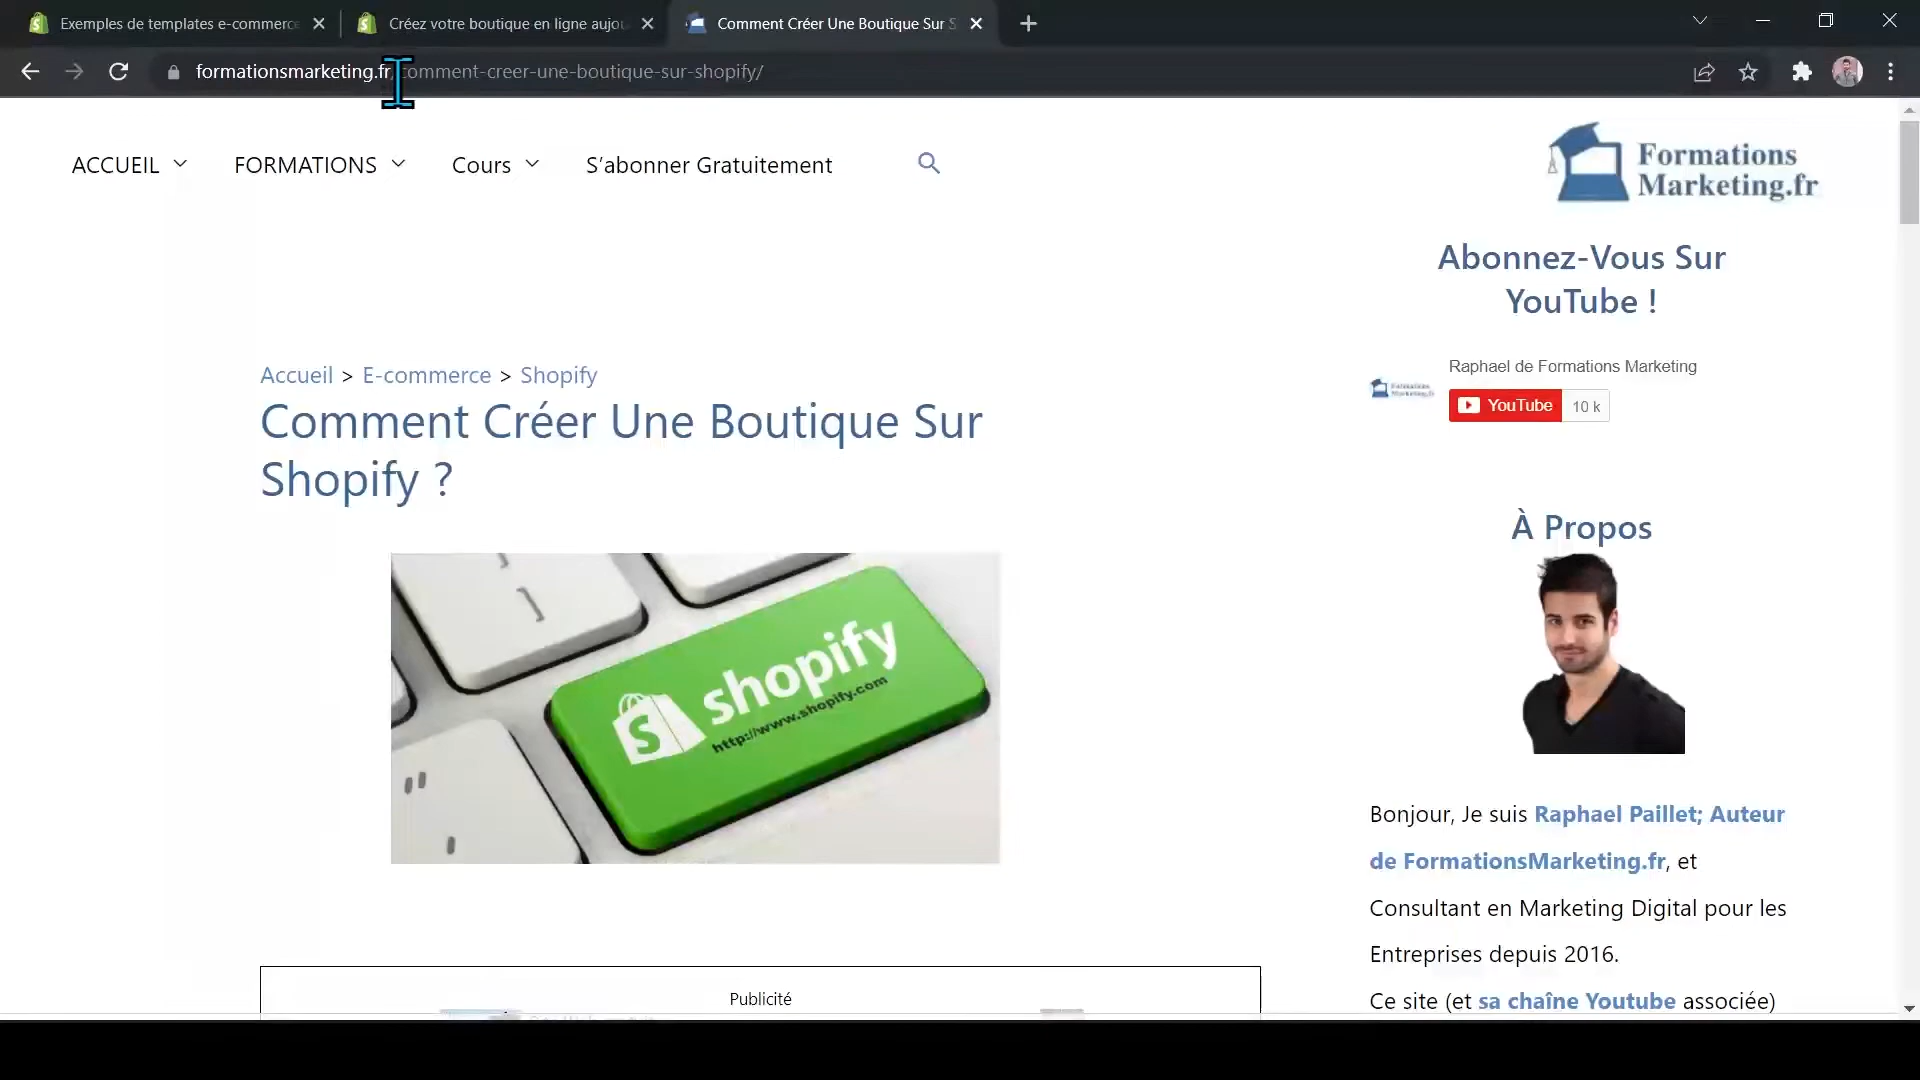 Exemples de templates e-commerce
Créez votre boutique en ligne aujou
Comment Créer Une Boutique Sur S
formationsmarketing.fr/comment-creer-une-boutique-sur-shopify/
ACCUEIL
FORMATIONS
Cours
S'abonner Gratuitement
Formations
Marketing.fr
Abonnez-Vous Sur
YouTube !
Raphael de Formations Marketing
YouTube
10 k
Accueil > E-commerce > Shopify
Comment Créer Une Boutique Sur
Shopify ?
shopify
http://www.shopify.com
À Propos
Bonjour, Je suis Raphael Paillet; Auteur
de FormationsMarketing.fr, et
Consultant en Marketing Digital pour les
Entreprises depuis 2016.
Ce site (et sa chaîne Youtube associée)
Publicité